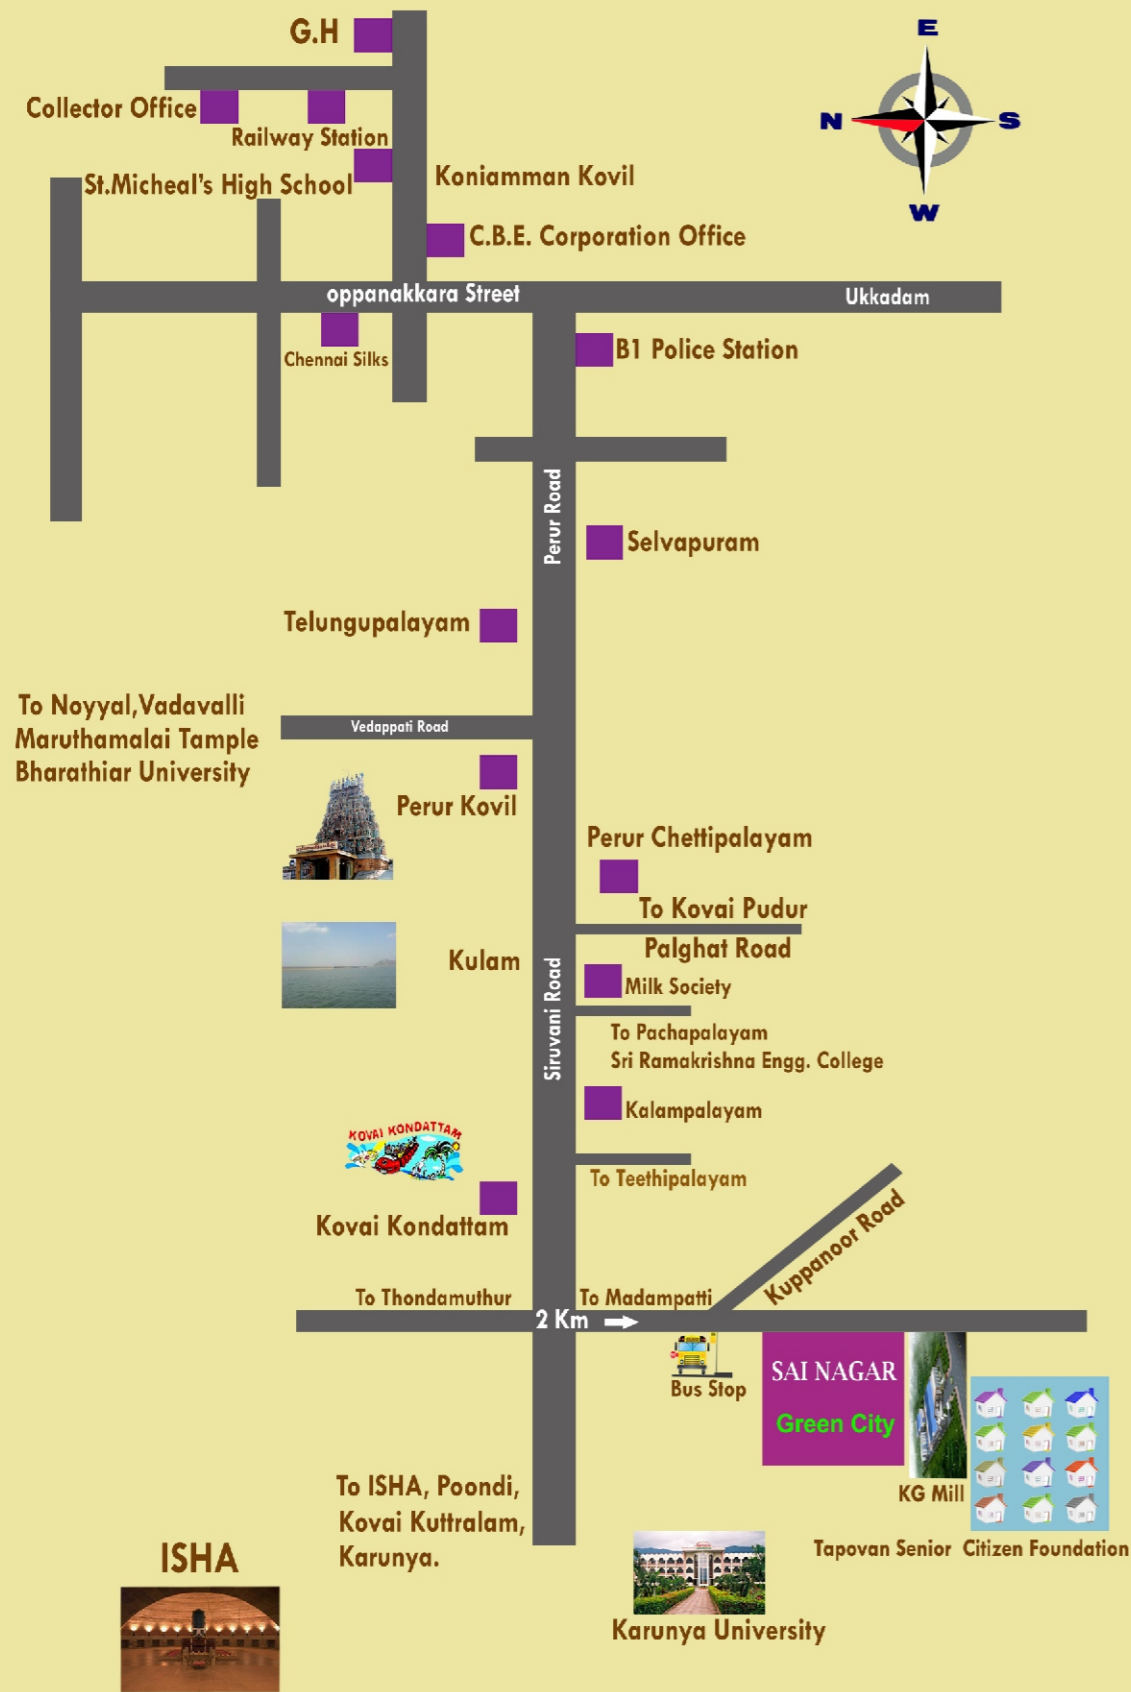 E
N
S
W
G.H
Collector Office
Railway Station
St.Micheal's High School
Koniamman Kovil
C.B.E. Corporation Office
oppanakkara Street
Ukkadam
Chennai Silks
B1 Police Station
Perur Road
Selvapuram
Telungupalayam
To Noyyal,Vadavalli
Maruthamalai Tample
Bharathiar University
Vedappati Road
Perur Kovil
Perur Chettipalayam
To Kovai Pudur
Palghat Road
Kulam
Siruvani Road
Milk Society
To Pachapalayam
Sri Ramakrishna Engg. College
Kalampalayam
KOVAI KONDATTAM
To Teethipalayam
Kovai Kondattam
Kuppanoor Road
To Thondamuthur
To Madampatti
2 Km
Bus Stop
SAI NAGAR
Green City
KG Mill
To ISHA, Poondi,
Kovai Kuttralam,
Karunya.
Tapovan Senior Citizen Foundation
ISHA
Karunya University